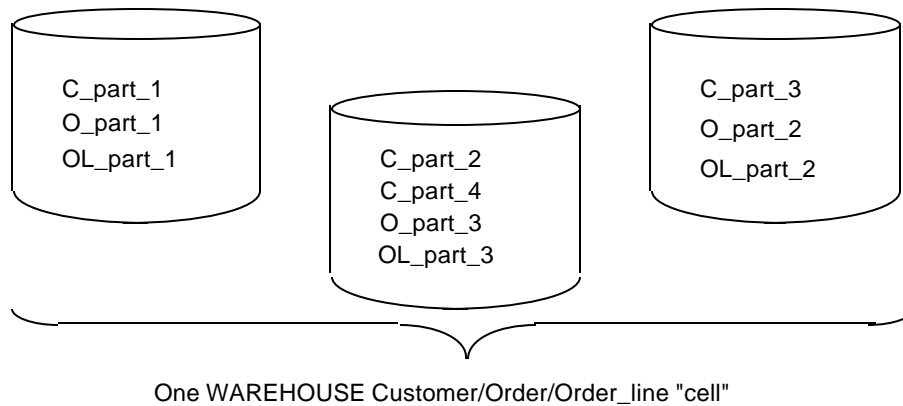 C_part_1
O_part_1
OL_part_1
C_part_2
C_part_4
O_part_3
OL_part_3
C_part_3
O_part_2
OL_part_2
One WAREHOUSE Customer/Order/Order_line "cell"